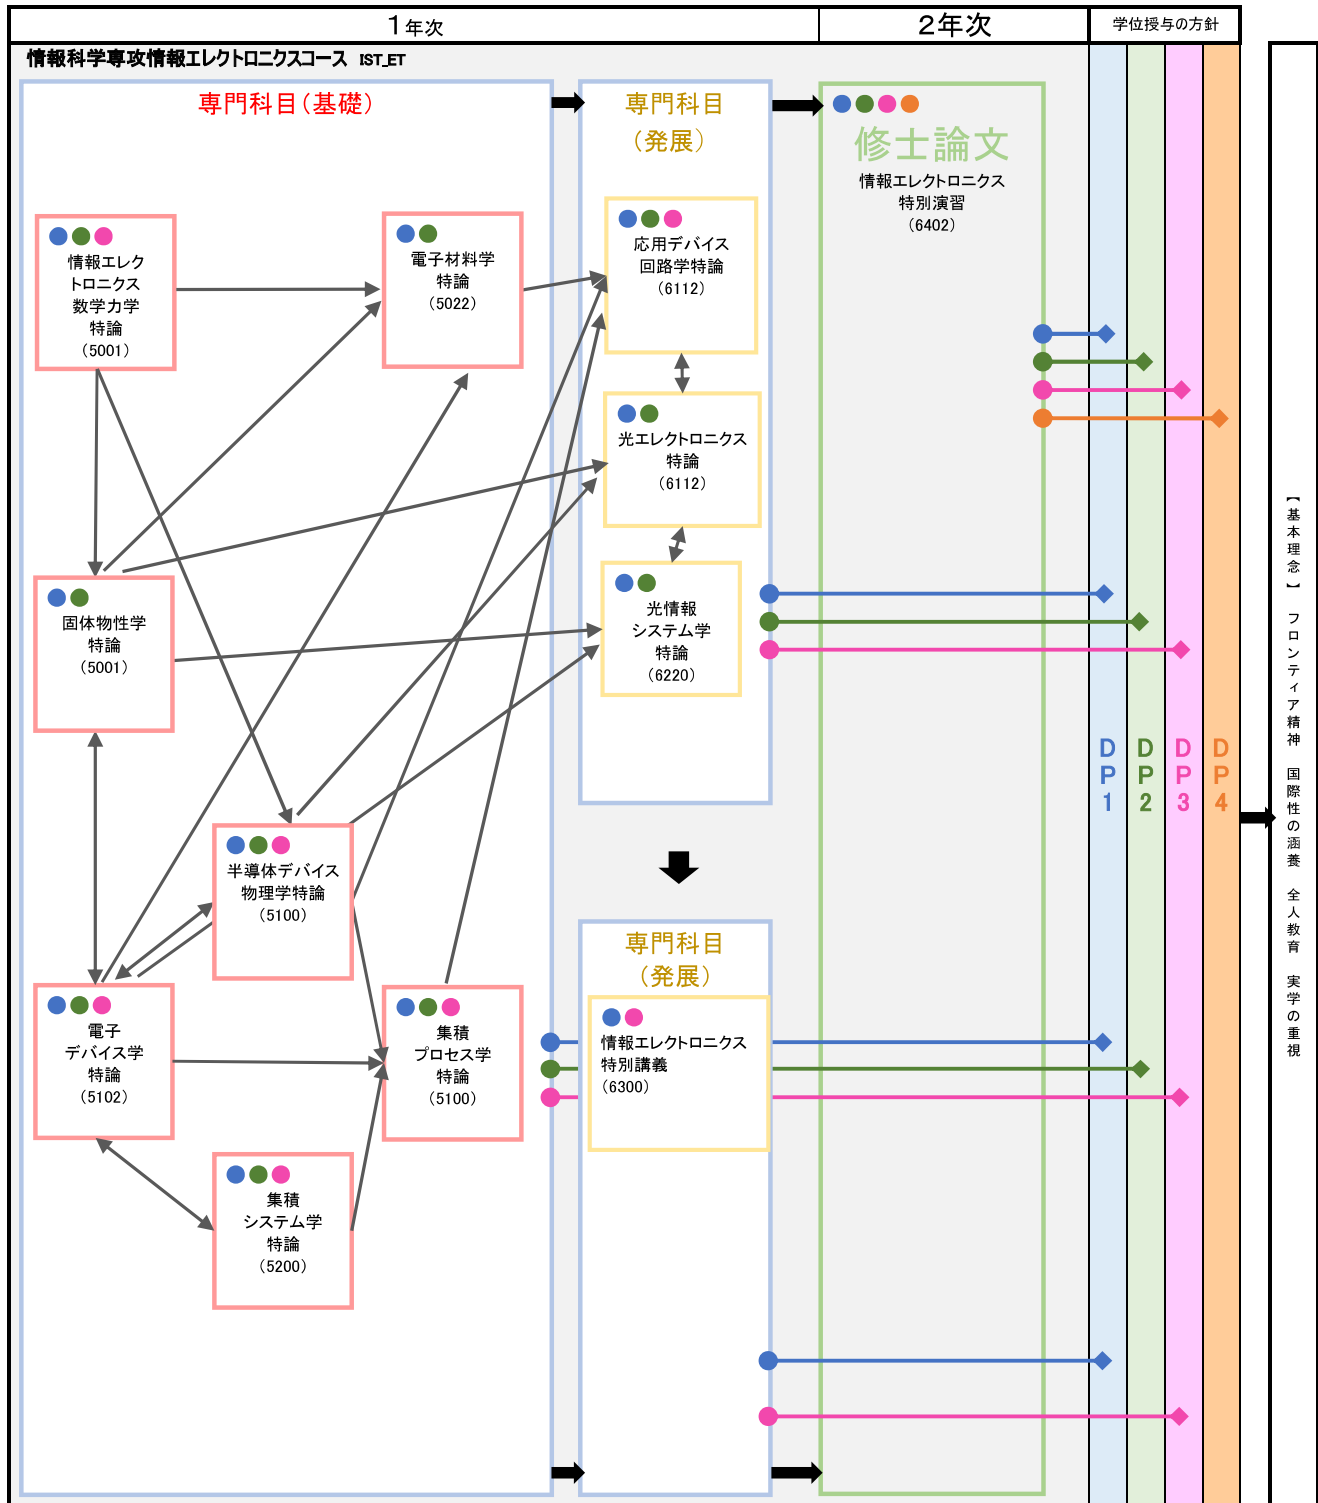 1年次
2年次
学位授与の方針
情報科学専攻情報エレクトロニクスコース IST_ET
専門科目(基礎)
専門科目
(発展)
修士論文
情報エレクトロニクス
特別演習
(6402)
情報エレク
トロニクス
数学力学
特論
(5001)
電子材料学
特論
(5022)
応用デバイス
回路学特論
(6112)
光エレクトロニクス
特論
(6112)
固体物性学
特論
(5001)
光情報
システム学
特論
(6220)
半導体デバイス
物理学特論
(5100)
電子
デバイス学
特論
(5102)
集積
プロセス学
特論
(5100)
集積
システム学
特論
(5200)
専門科目
(発展)
情報エレクトロニクス
特別講義
(6300)
DP1
DP2
DP3
DP4
【基本理念】 フロンティア精神 国際性の涵養 全人教育 実学の重視